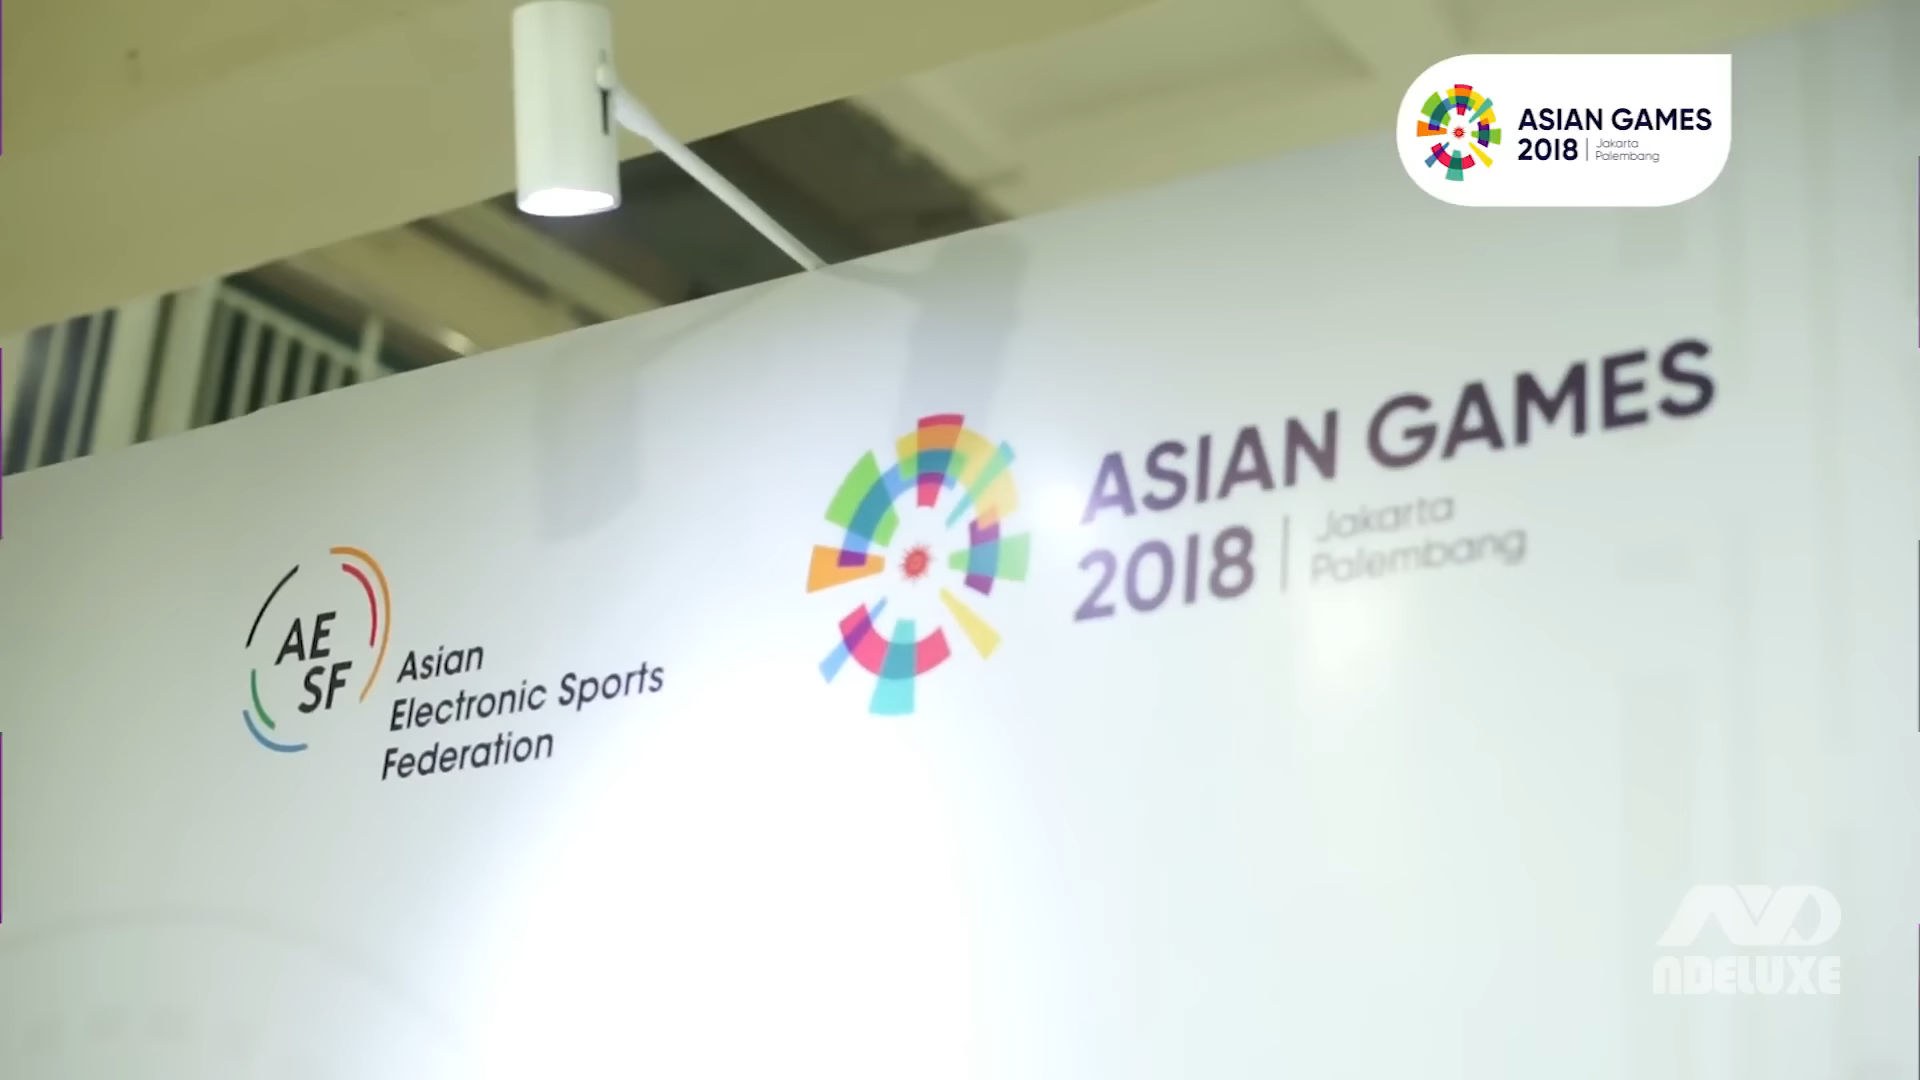 ASIAN GAMES
2018 | Jakarta
Palembang
ASIAN GAMES
2018 | Jakarta
Palembang
AE
SF
Asian
Electronic Sports
Federation
NDELUXE